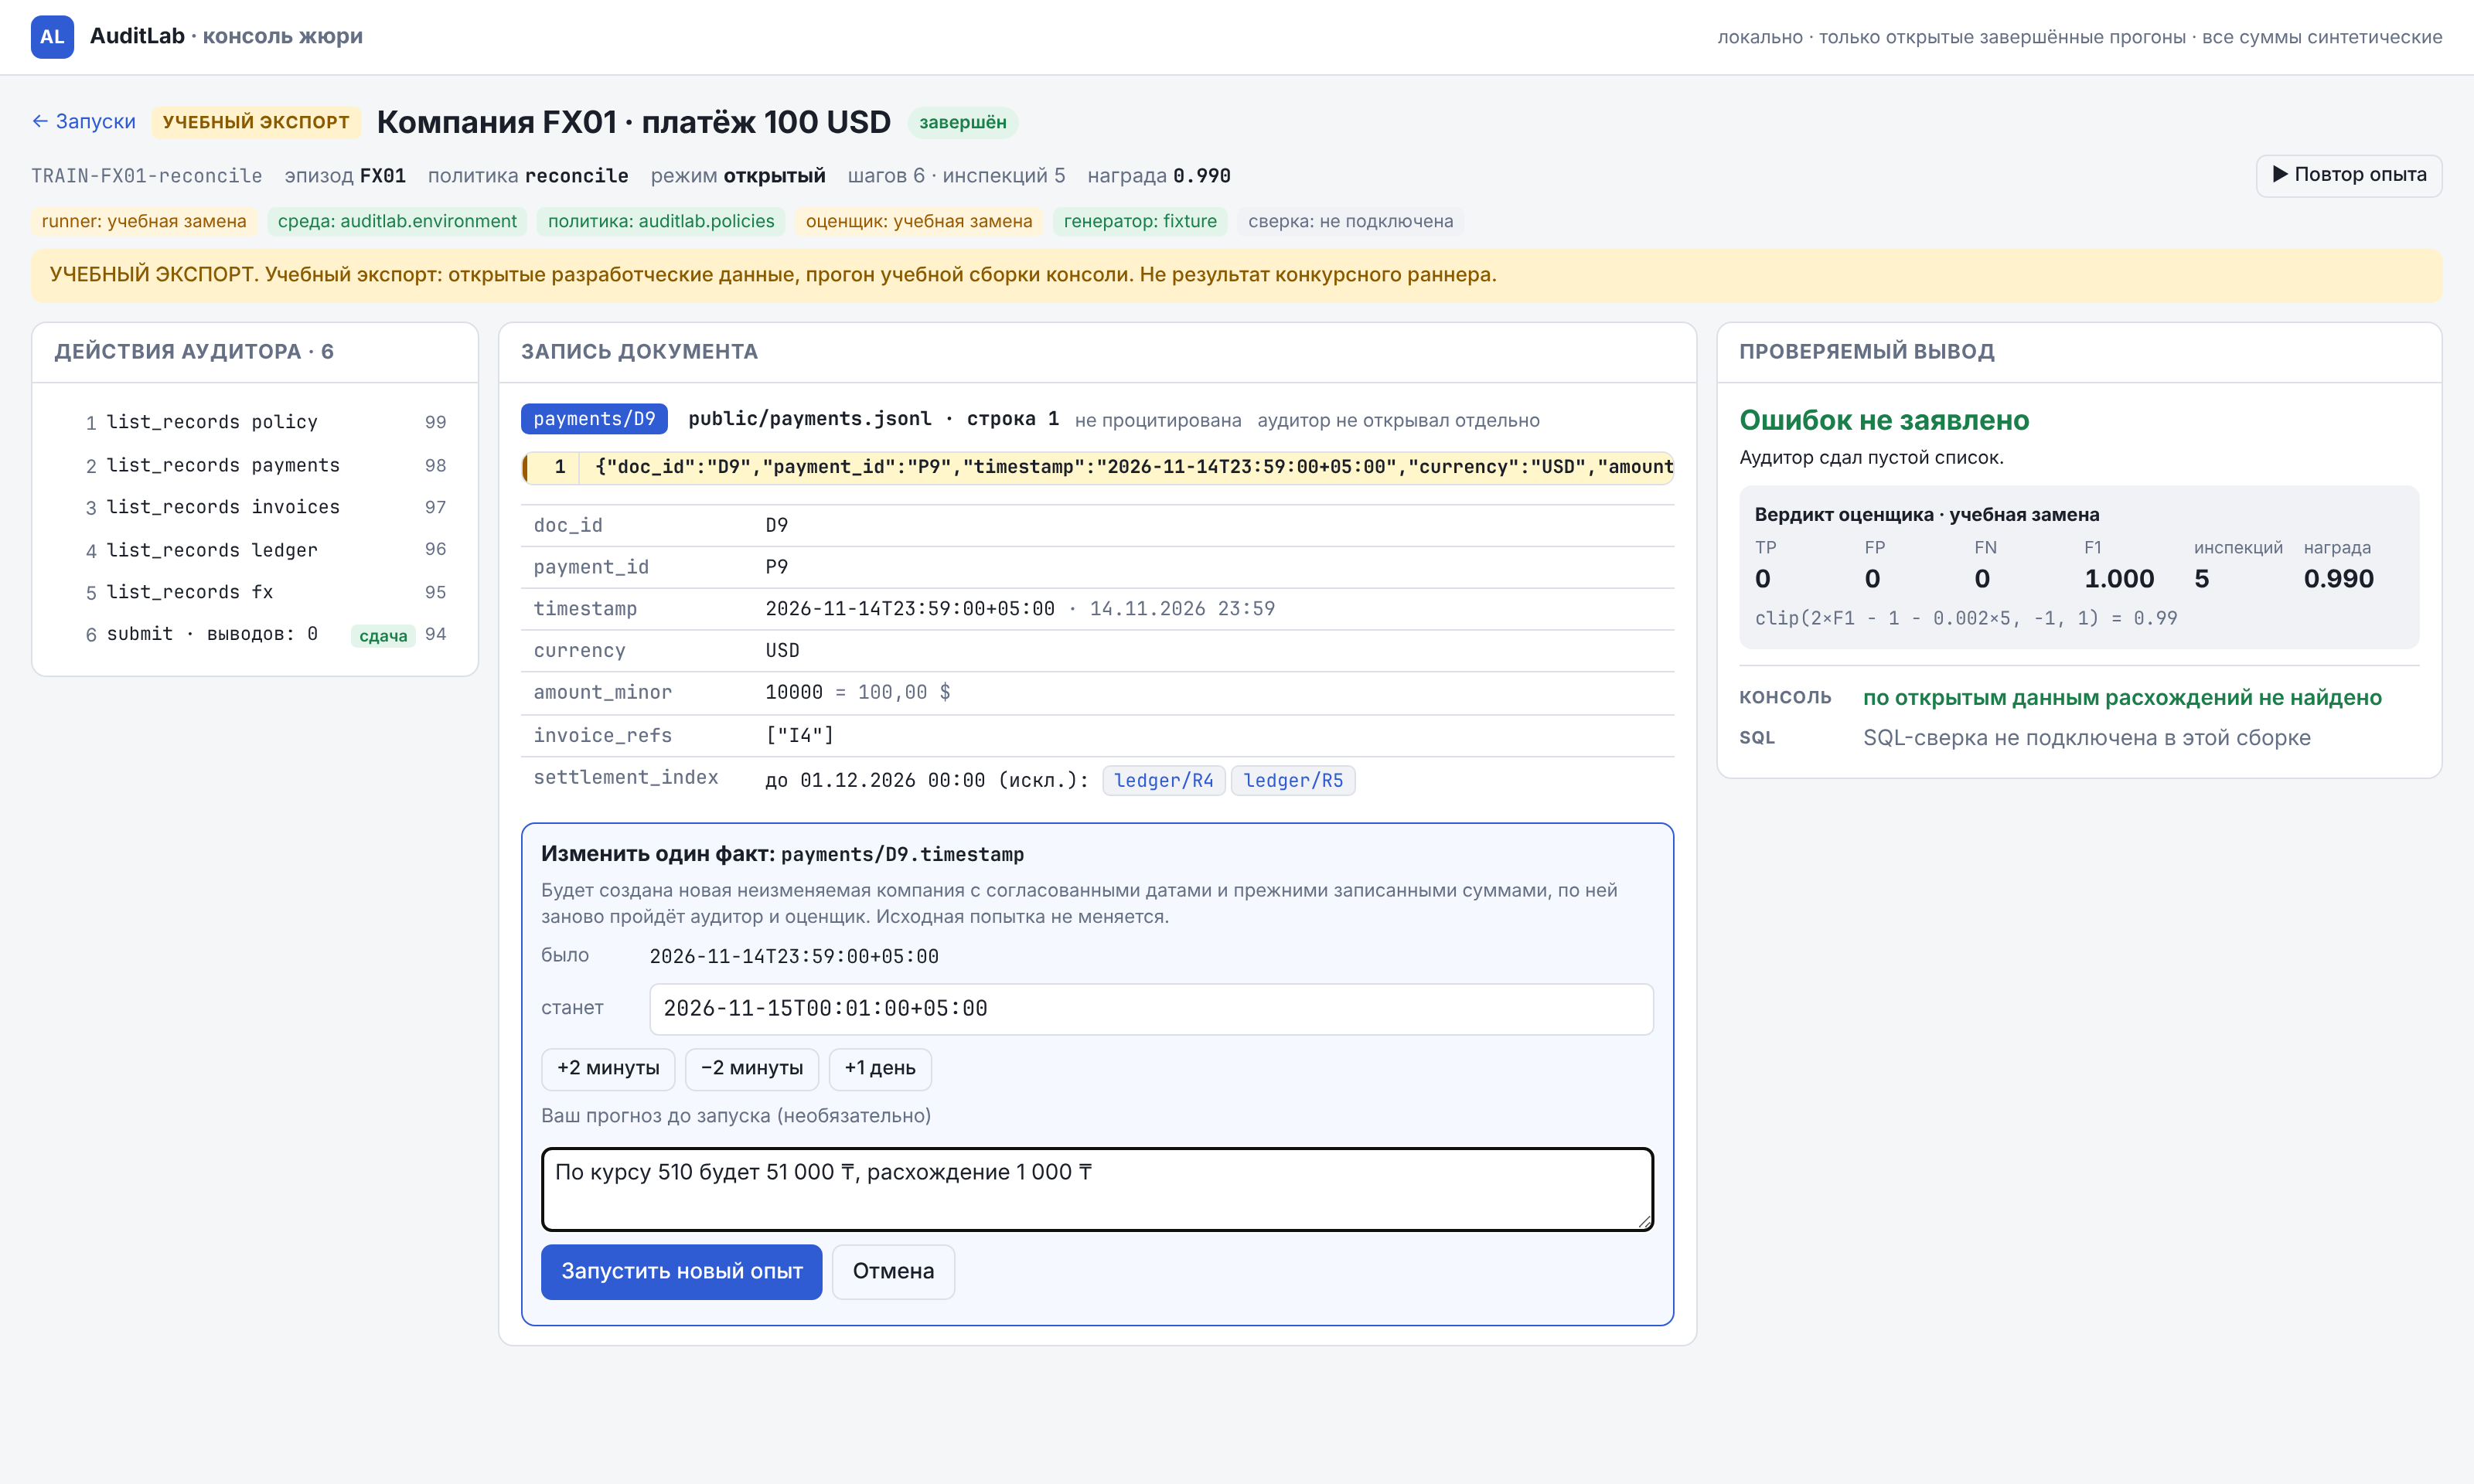 AL AuditLab · консоль жюри
локально · только открытые завершённые прогоны · все суммы синтетические
← Запуски УЧЕБНЫЙ ЭКСПОРТ Компания FX01 · платёж 100 USD завершён
TRAIN-FX01-reconcile эпизод FX01 политика reconcile режим открытый шагов 6 · инспекций 5 награда 0.990
▶ Повтор опыта
runner: учебная замена среда: auditlab.environment политика: auditlab.policies оценщик: учебная замена генератор: fixture сверка: не подключена
УЧЕБНЫЙ ЭКСПОРТ. Учебный экспорт: открытые разработческие данные, прогон учебной сборки консоли. Не результат конкурсного раннера.
ДЕЙСТВИЯ АУДИТОРА · 6
1 list_records policy 99
2 list_records payments 98
3 list_records invoices 97
4 list_records ledger 96
5 list_records fx 95
6 submit · выводов: 0 сдача 94
ЗАПИСЬ ДОКУМЕНТА
payments/D9 public/payments.jsonl · строка 1 не процитирована аудитор не открывал отдельно
1 {"doc_id":"D9","payment_id":"P9","timestamp":"2026-11-14T23:59:00+05:00","currency":"USD","amount
doc_id D9
payment_id P9
timestamp 2026-11-14T23:59:00+05:00 · 14.11.2026 23:59
currency USD
amount_minor 10000 = 100,00 $
invoice_refs ["I4"]
settlement_index до 01.12.2026 00:00 (искл.): ledger/R4 ledger/R5
Изменить один факт: payments/D9.timestamp
Будет создана новая неизменяемая компания с согласованными датами и прежними записанными суммами, по ней
заново пройдёт аудитор и оценщик. Исходная попытка не меняется.
было 2026-11-14T23:59:00+05:00
станет 2026-11-15T00:01:00+05:00
+2 минуты −2 минуты +1 день
Ваш прогноз до запуска (необязательно)
По курсу 510 будет 51 000 ₸, расхождение 1 000 ₸
Запустить новый опыт Отмена
ПРОВЕРЯЕМЫЙ ВЫВОД
Ошибок не заявлено
Аудитор сдал пустой список.
Вердикт оценщика · учебная замена
TP FP FN F1 инспекций награда
0 0 0 1.000 5 0.990
clip(2×F1 - 1 - 0.002×5, -1, 1) = 0.99
КОНСОЛЬ по открытым данным расхождений не найдено
SQL SQL-сверка не подключена в этой сборке